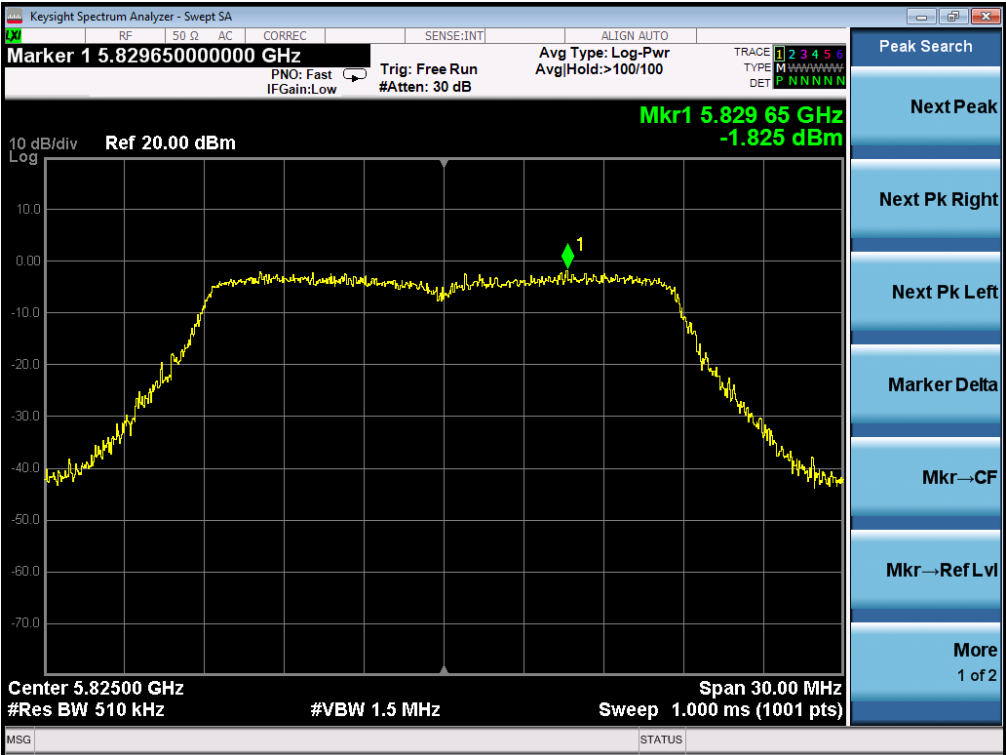 Keysight Spectrum Analyzer - Swept SA
LXI RF 50 Ω AC CORREC SENSE:INT ALIGN AUTO
Marker 1 5.829650000000 GHz
PNO: Fast
IFGain:Low
Trig: Free Run
#Atten: 30 dB
Avg Type: Log-Pwr
Avg|Hold:>100/100
TRACE 1 2 3 4 5 6
TYPE M W W W W W
DET P N N N N N
Mkr1 5.829 65 GHz
-1.825 dBm
10 dB/div Ref 20.00 dBm
Log
10.0
0.00
-10.0
-20.0
-30.0
-40.0
-50.0
-60.0
-70.0
1
Center 5.82500 GHz Span 30.00 MHz
#Res BW 510 kHz #VBW 1.5 MHz Sweep 1.000 ms (1001 pts)
MSG STATUS
Peak Search
Next Peak
Next Pk Right
Next Pk Left
Marker Delta
Mkr→CF
Mkr→Ref Lvl
More
1 of 2